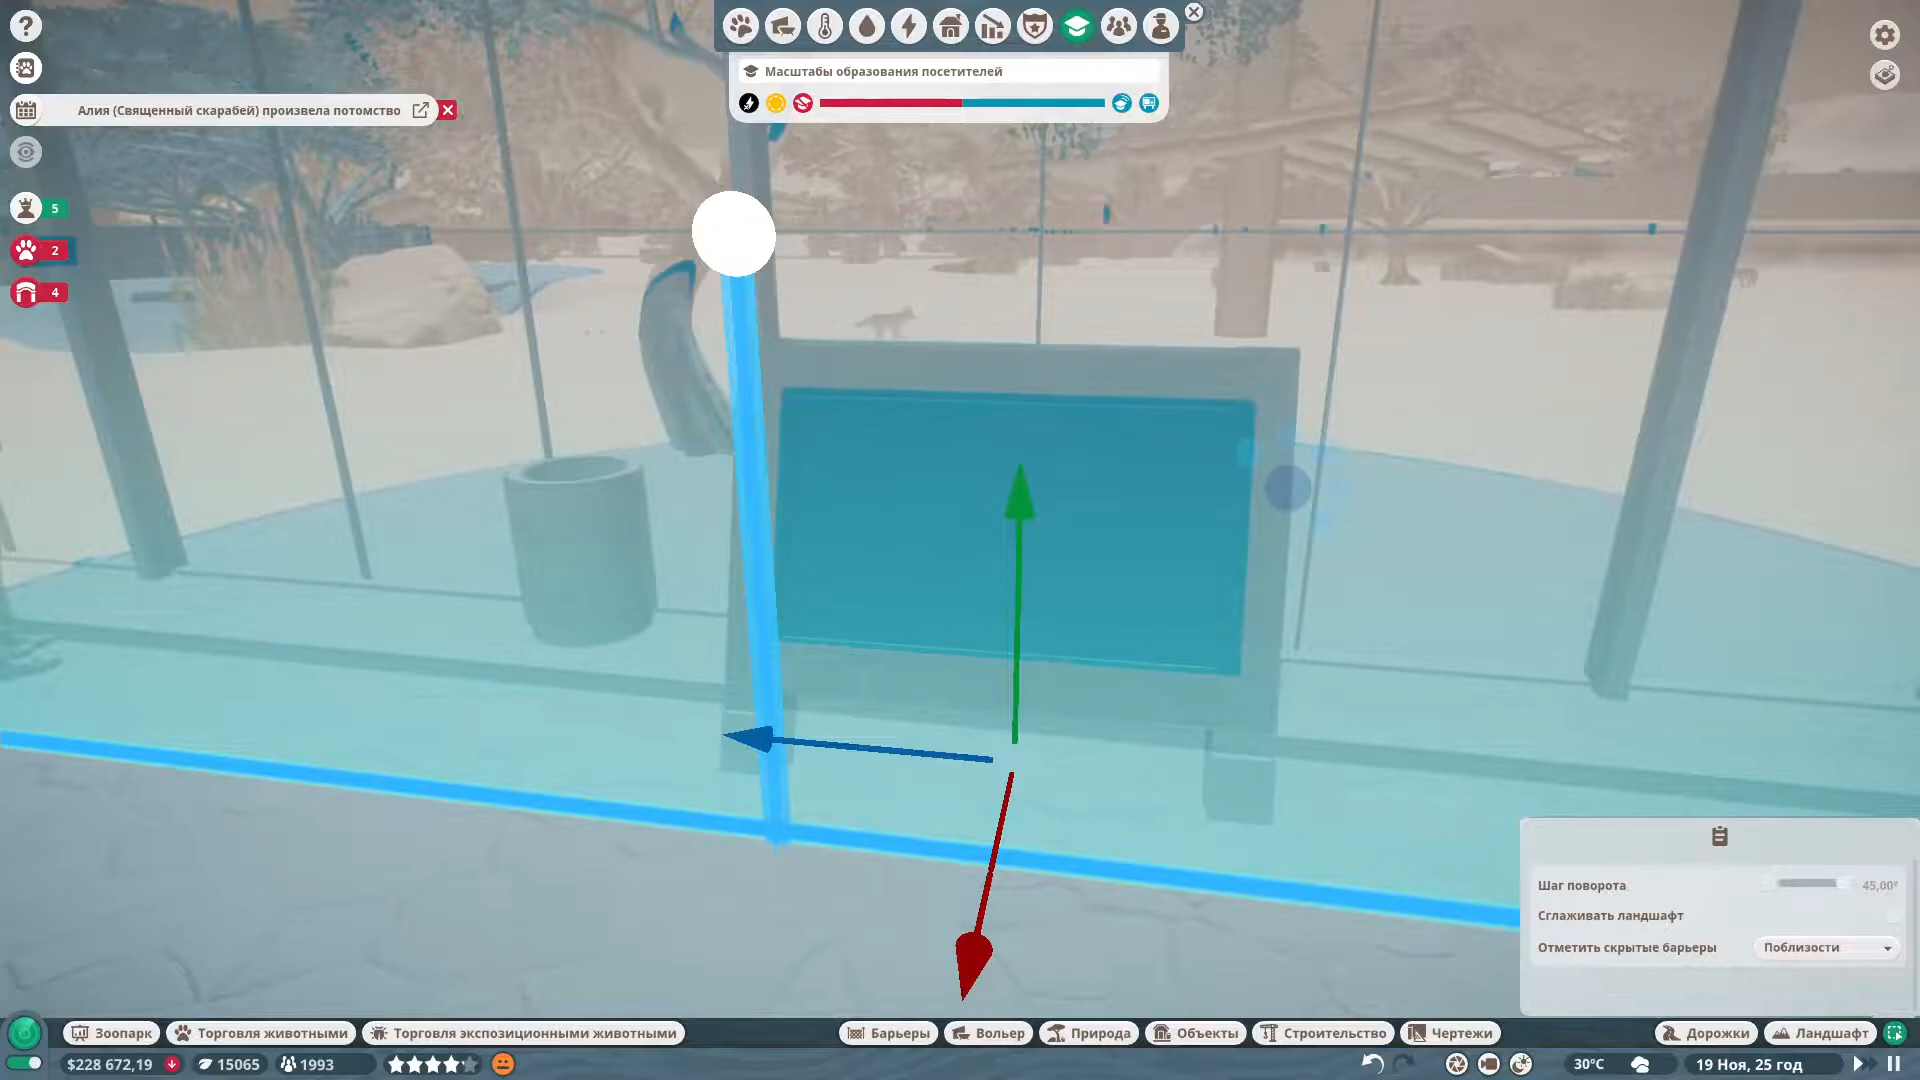 ?
Масштабы образования посетителей
Алия (Священный скарабей) произвела потомство
5
2
4
Шаг поворота
45,00°
Сглаживать ландшафт
Отметить скрытые барьеры
Поблизости
Зоопарк
Торговля животными
Торговля экспозиционными животными
Барьеры
Вольер
Природа
Объекты
Строительство
Чертежи
Дорожки
Ландшафт
$228 672,19
15065
1993
30°C
19 Ноя, 25 год